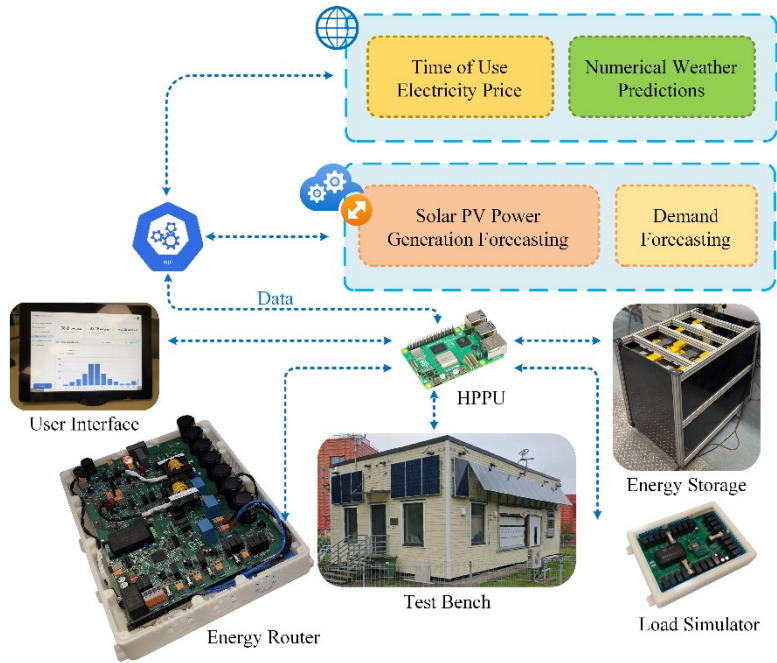 Time of Use
Electricity Price
Numerical Weather
Predictions
Solar PV Power
Generation Forecasting
Demand
Forecasting
api
Data
HPPU
User Interface
Energy Storage
Test Bench
Energy Router
Load Simulator